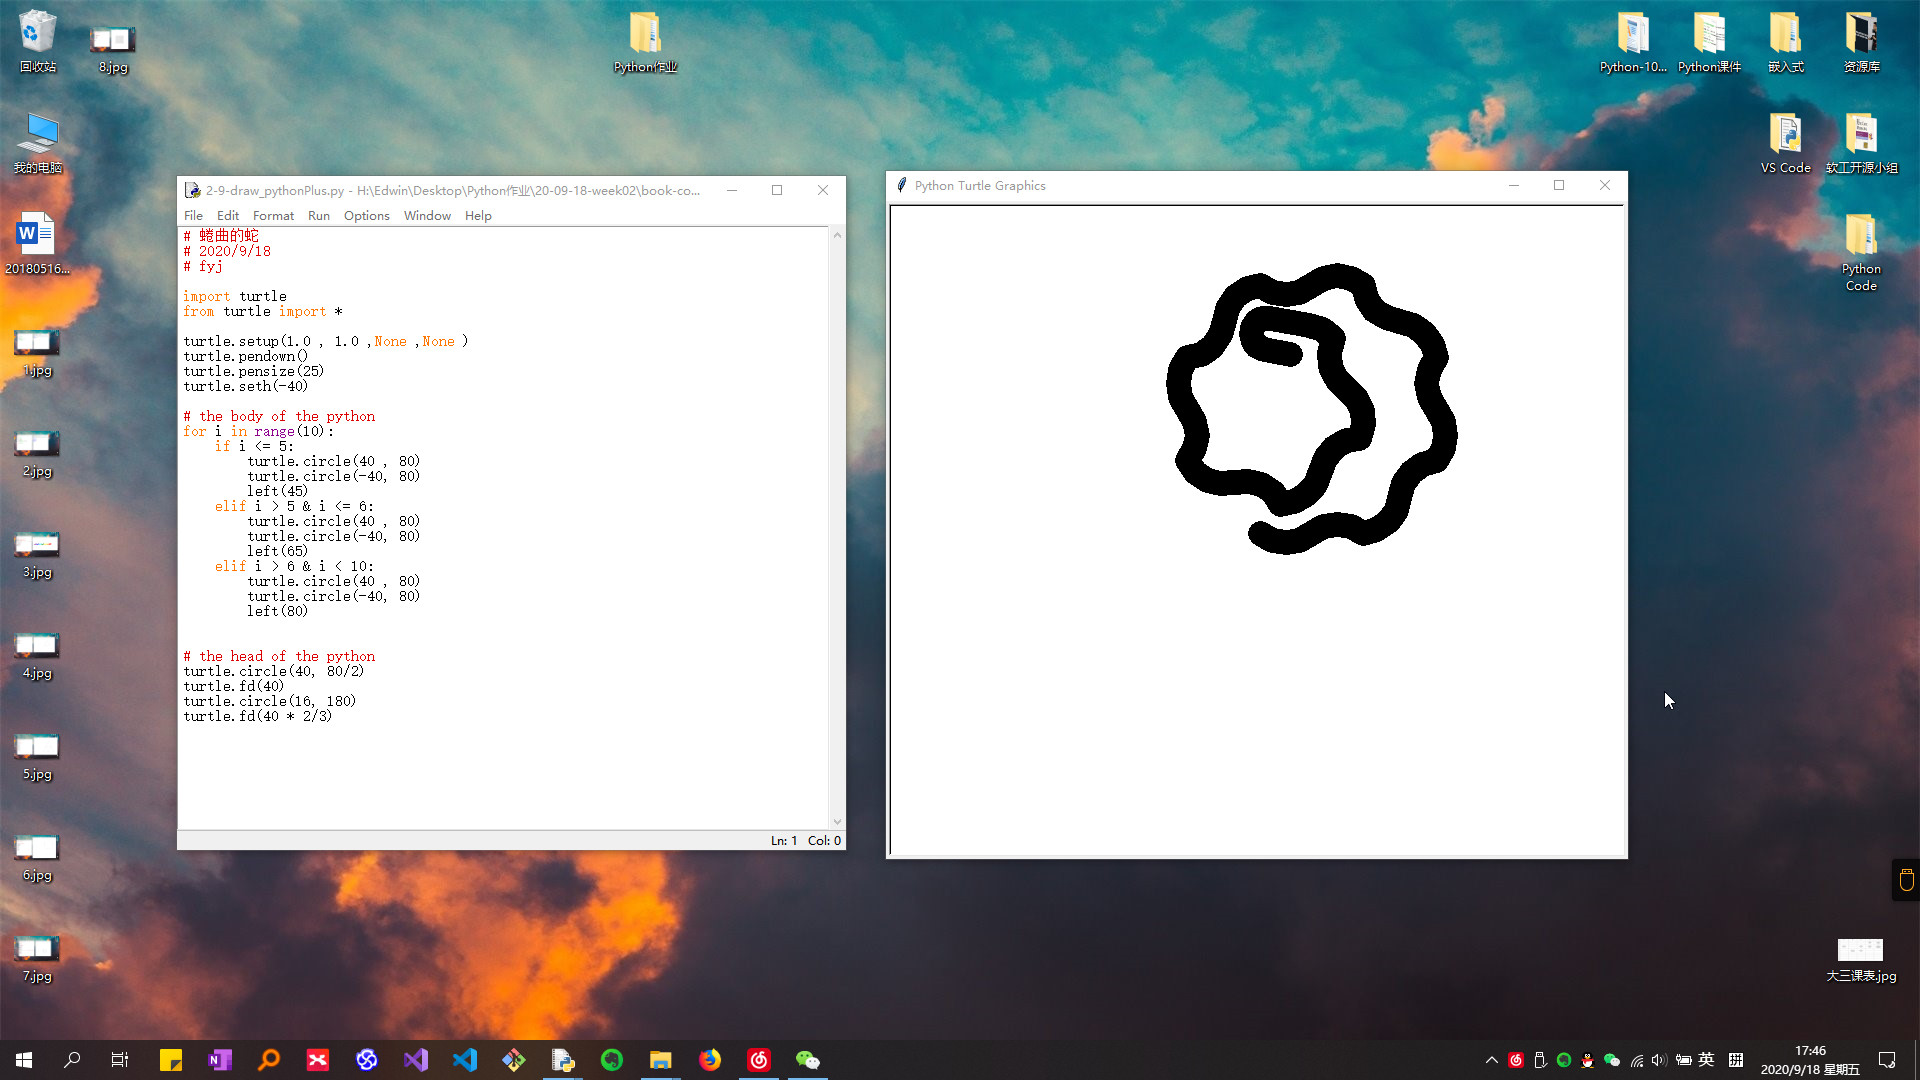 回收站
8.jpg
Python作业
Python-10...
Python课件
嵌入式
资源库
我的电脑
VS Code
软工开源小组
20180516...
Python
Code
1.jpg
2.jpg
3.jpg
4.jpg
5.jpg
6.jpg
7.jpg
大三课表.jpg
2-9-draw_pythonPlus.py - H:\Edwin\Desktop\Python作业\20-09-18-week02\book-co...
File Edit Format Run Options Window Help
# 蜷曲的蛇
# 2020/9/18
# fyj
import turtle
from turtle import *
turtle.setup(1.0 , 1.0 ,None ,None )
turtle.pendown()
turtle.pensize(25)
turtle.seth(-40)
# the body of the python
for i in range(10):
    if i <= 5:
        turtle.circle(40 , 80)
        turtle.circle(-40, 80)
        left(45)
    elif i > 5 & i <= 6:
        turtle.circle(40 , 80)
        turtle.circle(-40, 80)
        left(65)
    elif i > 6 & i < 10:
        turtle.circle(40 , 80)
        turtle.circle(-40, 80)
        left(80)
# the head of the python
turtle.circle(40, 80/2)
turtle.fd(40)
turtle.circle(16, 180)
turtle.fd(40 * 2/3)
Ln: 1 Col: 0
Python Turtle Graphics
英
拼
17:46
2020/9/18 星期五